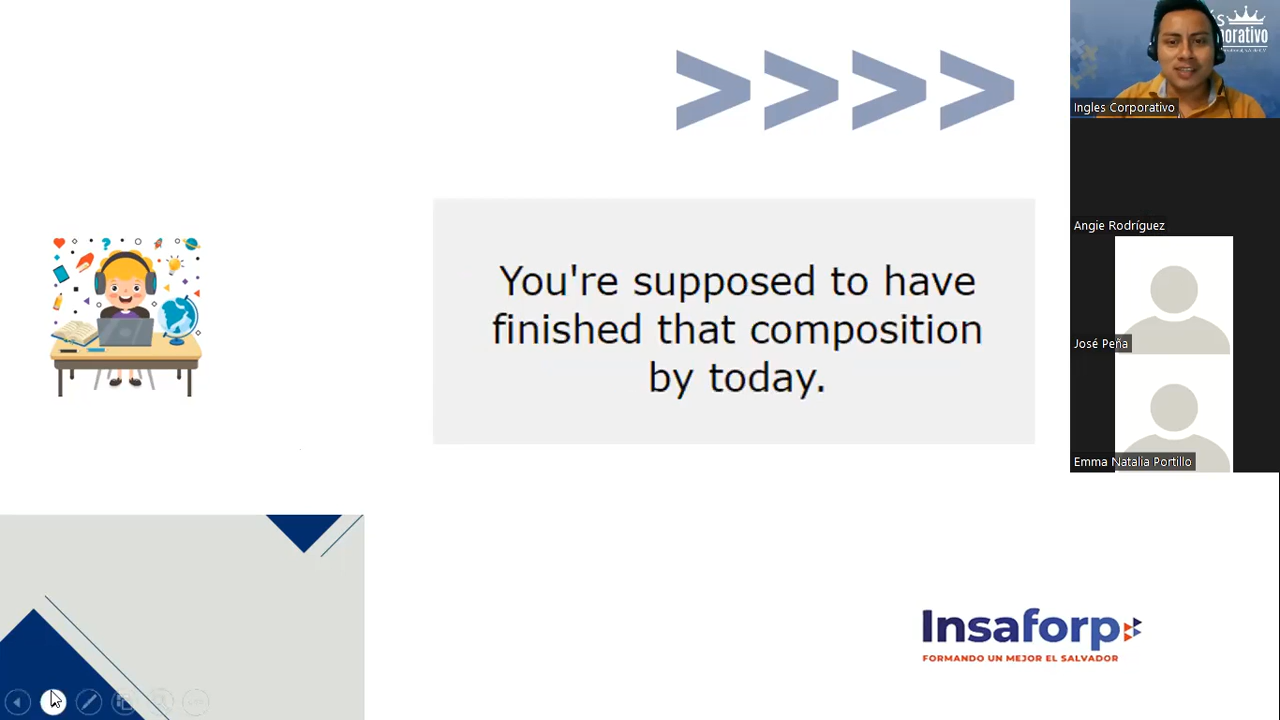 >>>>
You're supposed to have
finished that composition
by today.
Insaforp
FORMANDO UN MEJOR EL SALVADOR
Ingles Corporativo
Angie Rodríguez
José Peña
Emma Natalia Portillo